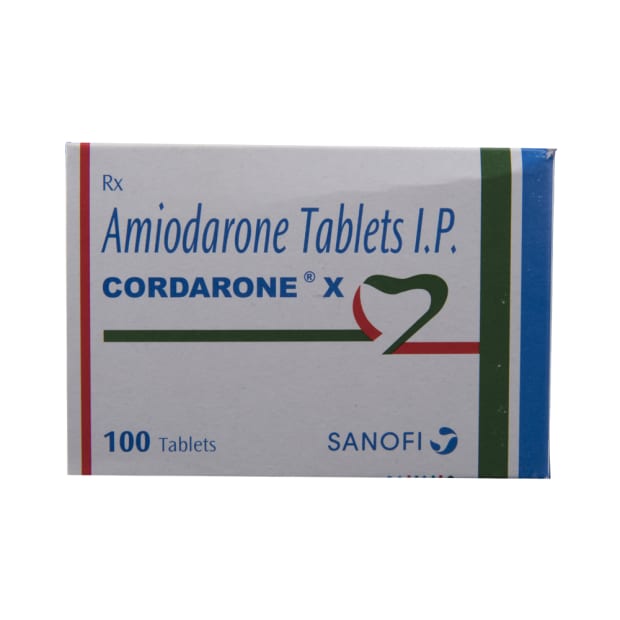 Rx
Amiodarone Tablets I.P.
CORDARONE ® X
100 Tablets
SANOFI